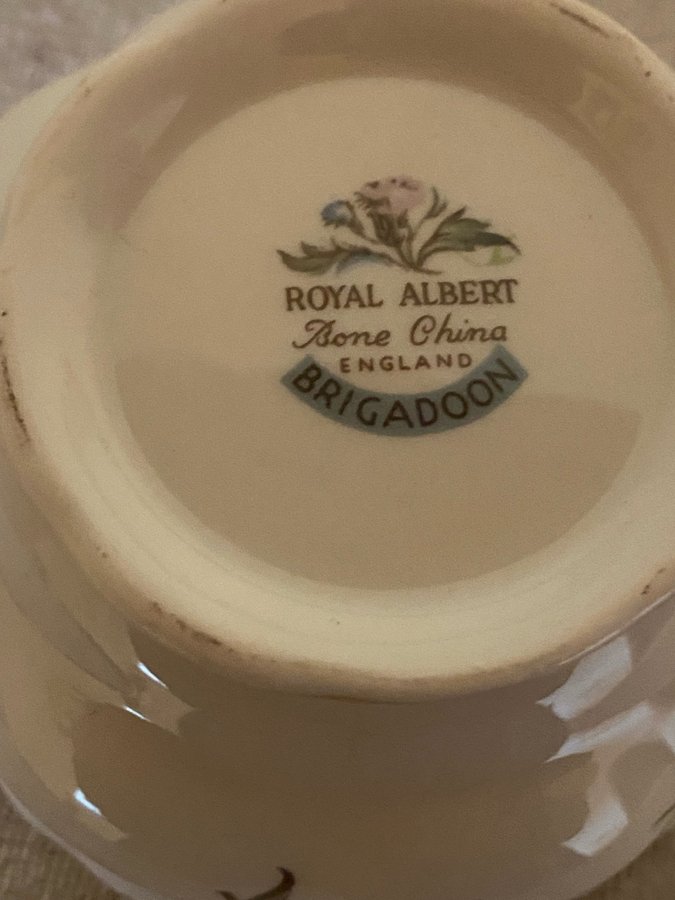 ROYAL ALBERT
Bone China
ENGLAND
BRIGADOON